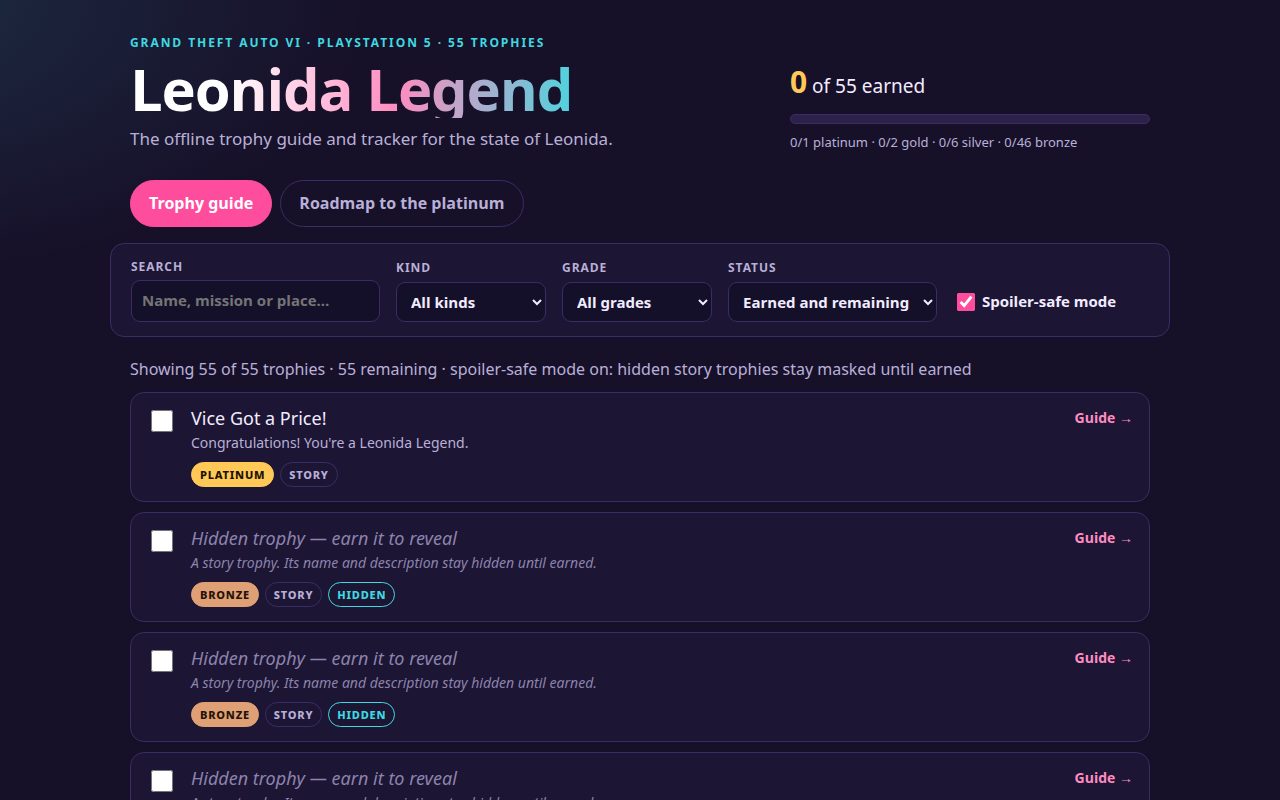 GRAND THEFT AUTO VI · PLAYSTATION 5 · 55 TROPHIES
Leonida Legend
The offline trophy guide and tracker for the state of Leonida.
0 of 55 earned
0/1 platinum · 0/2 gold · 0/6 silver · 0/46 bronze
Trophy guide
Roadmap to the platinum
SEARCH
Name, mission or place…
KIND
All kinds
GRADE
All grades
STATUS
Earned and remaining
Spoiler-safe mode
Showing 55 of 55 trophies · 55 remaining · spoiler-safe mode on: hidden story trophies stay masked until earned
Vice Got a Price!
Guide →
Congratulations! You're a Leonida Legend.
PLATINUM STORY
Hidden trophy — earn it to reveal
Guide →
A story trophy. Its name and description stay hidden until earned.
BRONZE STORY HIDDEN
Hidden trophy — earn it to reveal
Guide →
A story trophy. Its name and description stay hidden until earned.
BRONZE STORY HIDDEN
Hidden trophy — earn it to reveal
Guide →